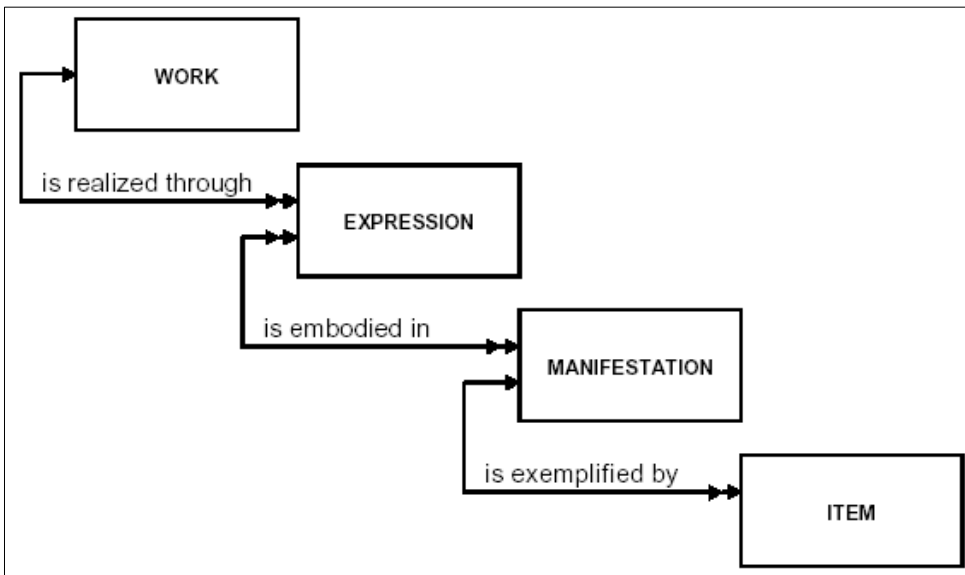 WORK
is realized through
EXPRESSION
is embodied in
MANIFESTATION
is exemplified by
ITEM